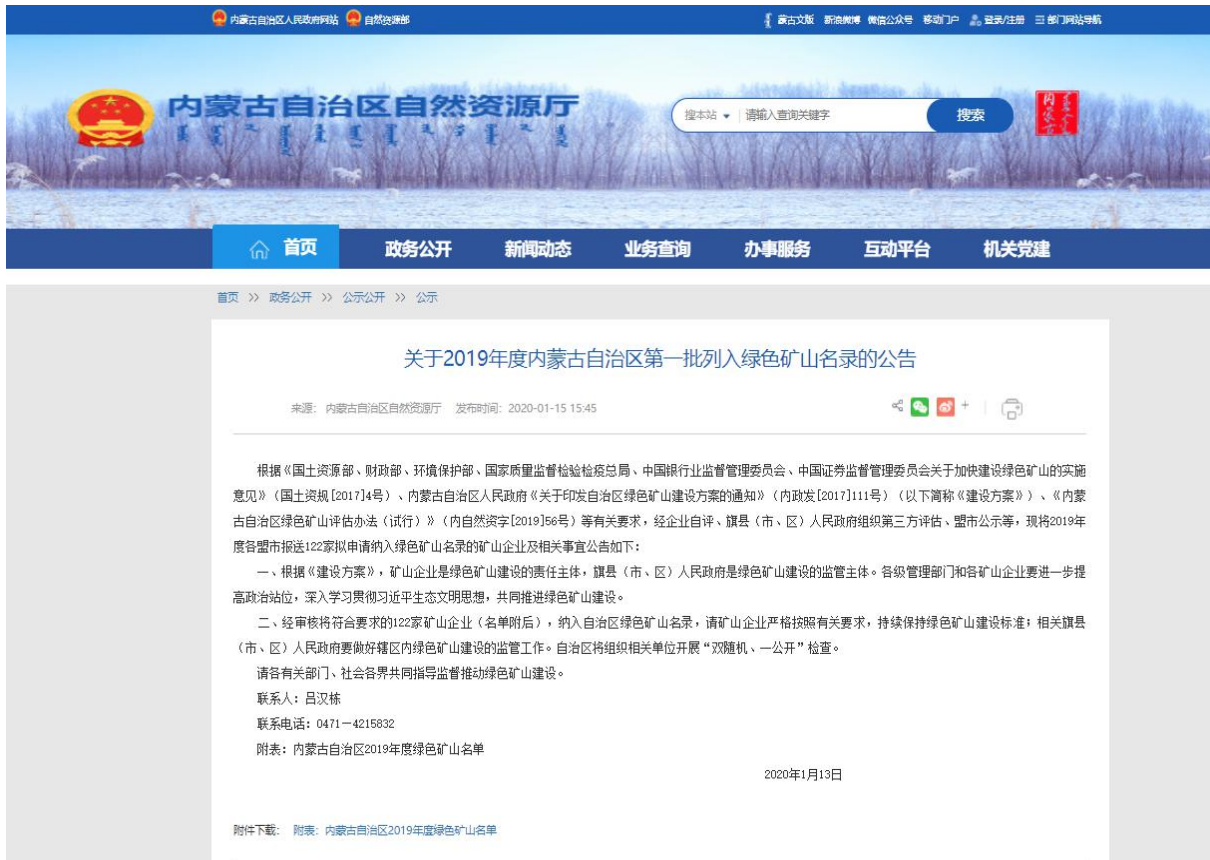 内蒙古自治区人民政府网站 自然资源部 蒙古文版 新浪微博 微信公众号 移动门户 登录/注册 部门网站导航
内蒙古自治区自然资源厅
搜本站 请输入查询关键字 搜索
内蒙古
首页 政务公开 新闻动态 业务查询 办事服务 互动平台 机关党建
首页 >> 政务公开 >> 公示公开 >> 公示
关于2019年度内蒙古自治区第一批列入绿色矿山名录的公告
来源：内蒙古自治区自然资源厅 发布时间：2020-01-15 15:45
根据《国土资源部、财政部、环境保护部、国家质量监督检验检疫总局、中国银行业监督管理委员会、中国证券监督管理委员会关于加快建设绿色矿山的实施
意见》（国土资规[2017]4号）、内蒙古自治区人民政府《关于印发自治区绿色矿山建设方案的通知》（内政发[2017]111号）（以下简称《建设方案》）、《内蒙
古自治区绿色矿山评估办法（试行）》（内自然资字[2019]56号）等有关要求，经企业自评、旗县（市、区）人民政府组织第三方评估、盟市公示等，现将2019年
度各盟市报送122家拟申请纳入绿色矿山名录的矿山企业及相关事宜公告如下：
一、根据《建设方案》，矿山企业是绿色矿山建设的责任主体，旗县（市、区）人民政府是绿色矿山建设的监管主体。各级管理部门和各矿山企业要进一步提
高政治站位，深入学习贯彻习近平生态文明思想，共同推进绿色矿山建设。
二、经审核将符合要求的122家矿山企业（名单附后），纳入自治区绿色矿山名录，请矿山企业严格按照有关要求，持续保持绿色矿山建设标准；相关旗县
（市、区）人民政府要做好辖区内绿色矿山建设的监管工作。自治区将组织相关单位开展“双随机、一公开”检查。
请各有关部门、社会各界共同指导监督推动绿色矿山建设。
联系人：吕汉栋
联系电话：0471－4215832
附表：内蒙古自治区2019年度绿色矿山名单
2020年1月13日
附件下载： 附表：内蒙古自治区2019年度绿色矿山名单